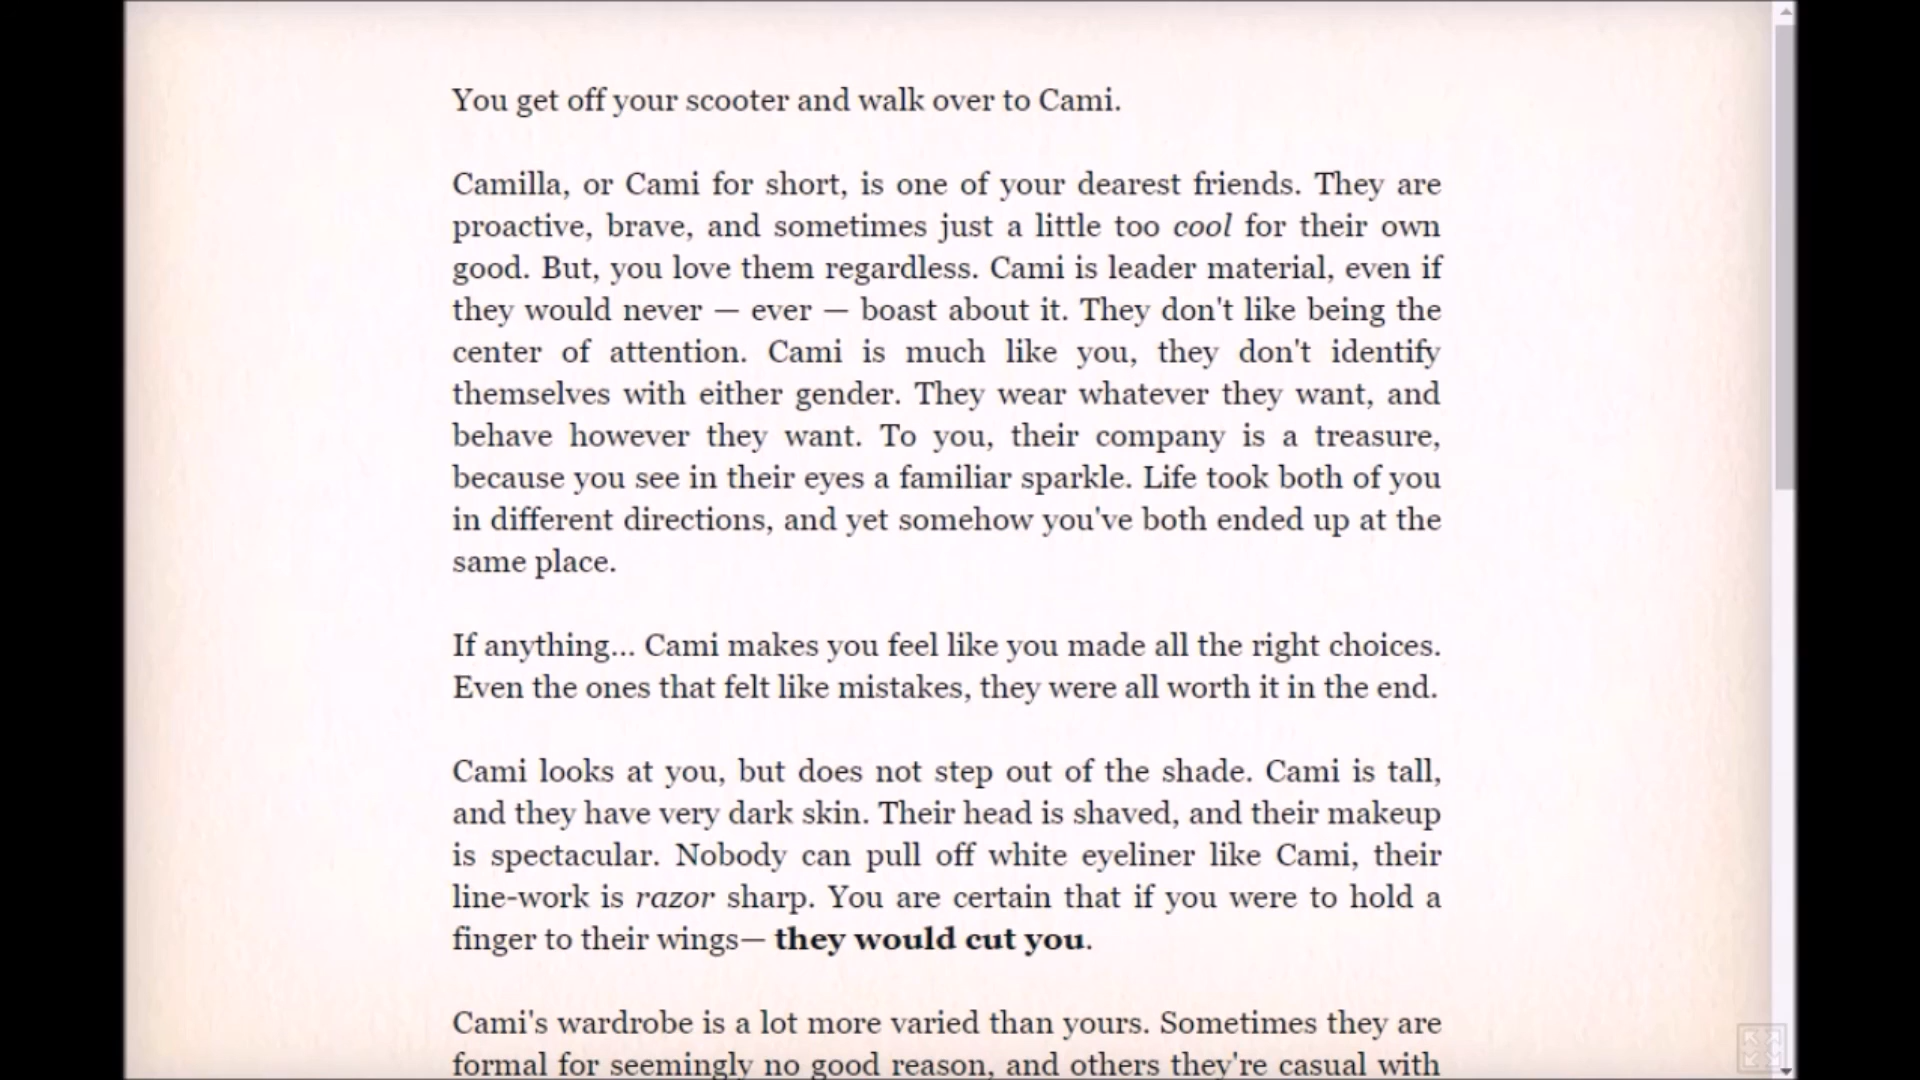 You get off your scooter and walk over to Cami.
Camilla, or Cami for short, is one of your dearest friends. They are
proactive, brave, and sometimes just a little too cool for their own
good. But, you love them regardless. Cami is leader material, even if
they would never — ever — boast about it. They don't like being the
center of attention. Cami is much like you, they don't identify
themselves with either gender. They wear whatever they want, and
behave however they want. To you, their company is a treasure,
because you see in their eyes a familiar sparkle. Life took both of you
in different directions, and yet somehow you've both ended up at the
same place.
If anything... Cami makes you feel like you made all the right choices.
Even the ones that felt like mistakes, they were all worth it in the end.
Cami looks at you, but does not step out of the shade. Cami is tall,
and they have very dark skin. Their head is shaved, and their makeup
is spectacular. Nobody can pull off white eyeliner like Cami, their
line-work is razor sharp. You are certain that if you were to hold a
finger to their wings— they would cut you.
Cami's wardrobe is a lot more varied than yours. Sometimes they are
formal for seemingly no good reason, and others they're casual with